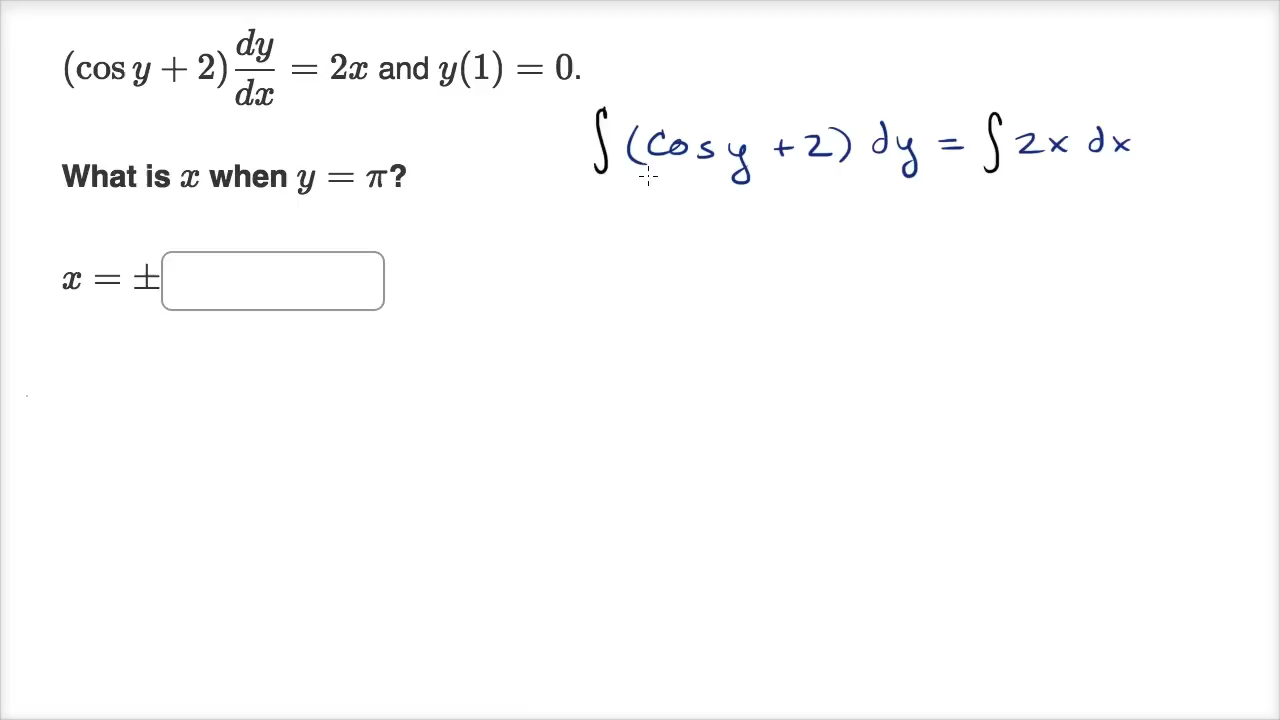 (cos y + 2) dy/dx = 2x and y(1) = 0.
∫ (cos y + 2) dy = ∫ 2x dx
What is x when y = π?
x = ±